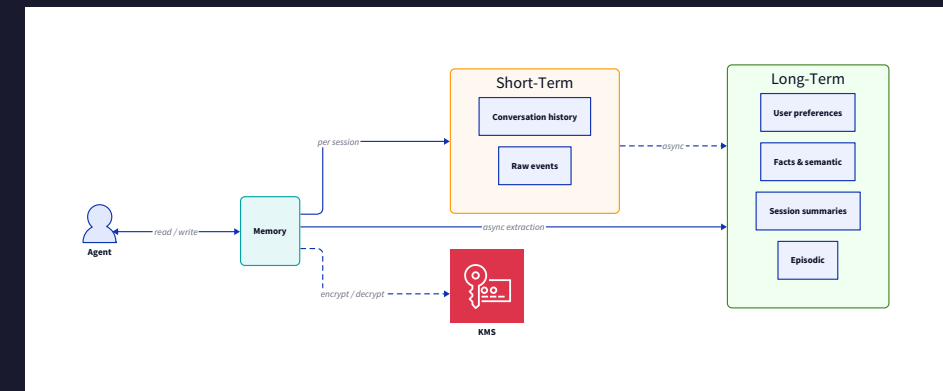 Short-Term
Conversation history
Raw events
Long-Term
User preferences
Facts & semantic
Session summaries
Episodic
per session
async
Agent
read / write
Memory
async extraction
encrypt / decrypt
KMS